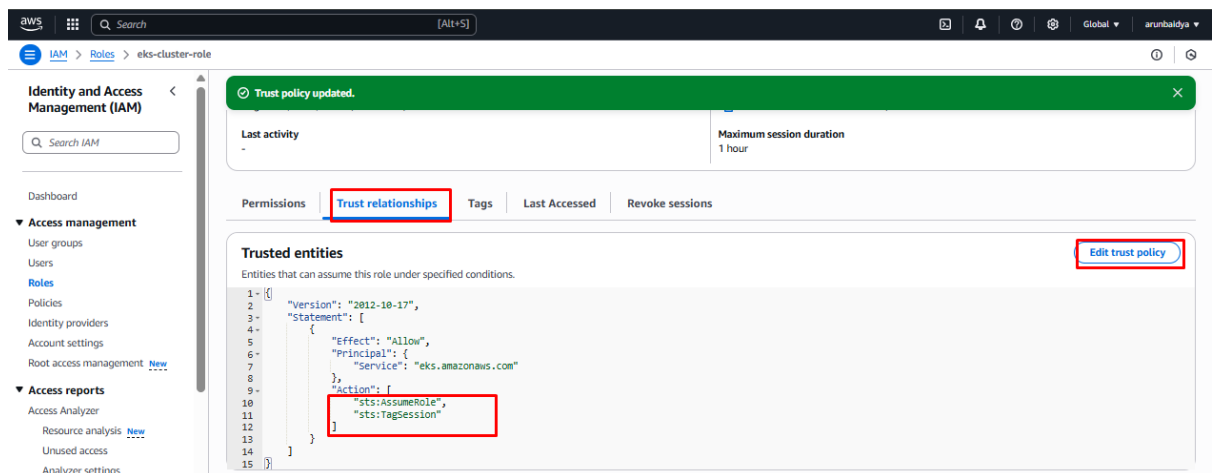 aws
Search [Alt+S] Global ▾ arunbaidya ▾
IAM > Roles > eks-cluster-role
Identity and Access Management (IAM) <
Search IAM
Dashboard
▼ Access management
User groups
Users
Roles
Policies
Identity providers
Account settings
Root access management New
▼ Access reports
Access Analyzer
Resource analysis New
Unused access
Analyzer settings
Trust policy updated.
Last activity
-
Maximum session duration
1 hour
Permissions Trust relationships Tags Last Accessed Revoke sessions
Trusted entities Edit trust policy
Entities that can assume this role under specified conditions.
1 {
2 "Version": "2012-10-17",
3 "Statement": [
4 {
5 "Effect": "Allow",
6 "Principal": {
7 "Service": "eks.amazonaws.com"
8 },
9 "Action": [
10 "sts:AssumeRole",
11 "sts:TagSession"
12 ]
13 }
14 ]
15 }